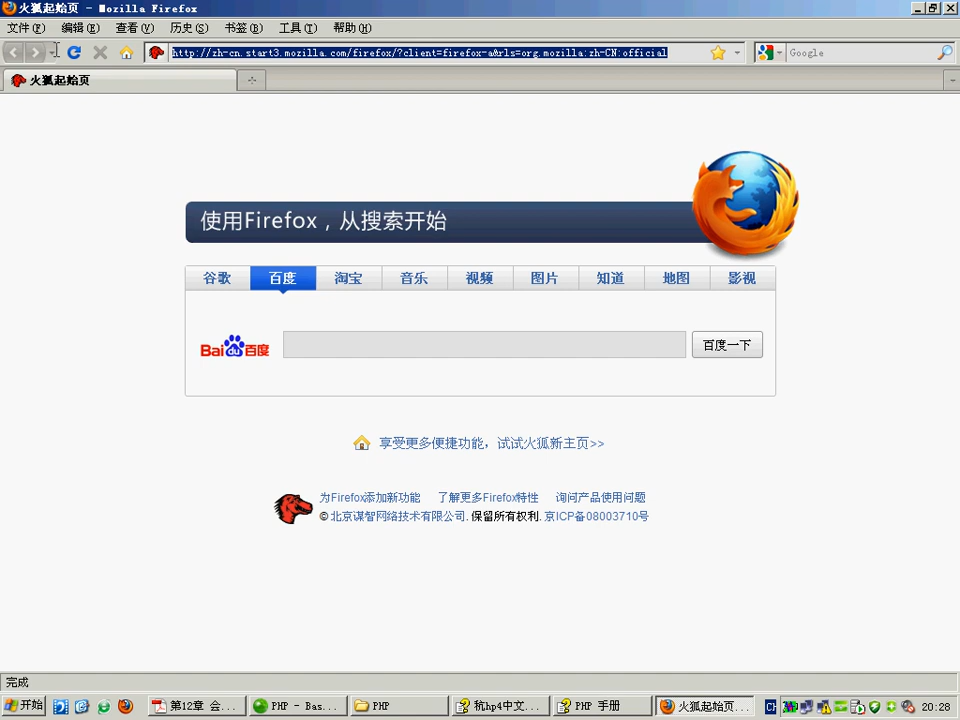 火狐起始页 - Mozilla Firefox
文件(F) 编辑(E) 查看(V) 历史(S) 书签(B) 工具(T) 帮助(H)
http://zh-cn.start3.mozilla.com/firefox/?client=firefox-a&rls=org.mozilla:zh-CN:official
Google
火狐起始页
使用Firefox，从搜索开始
谷歌 百度 淘宝 音乐 视频 图片 知道 地图 影视
Bai du 百度 百度一下
享受更多便捷功能，试试火狐新主页>>
为Firefox添加新功能 了解更多Firefox特性 询问产品使用问题
©北京谋智网络技术有限公司. 保留所有权利. 京ICP备08003710号
完成
开始 第12章 会... PHP - Bas... PHP 杭hp4中文... PHP 手册 火狐起始页... CH 20:28